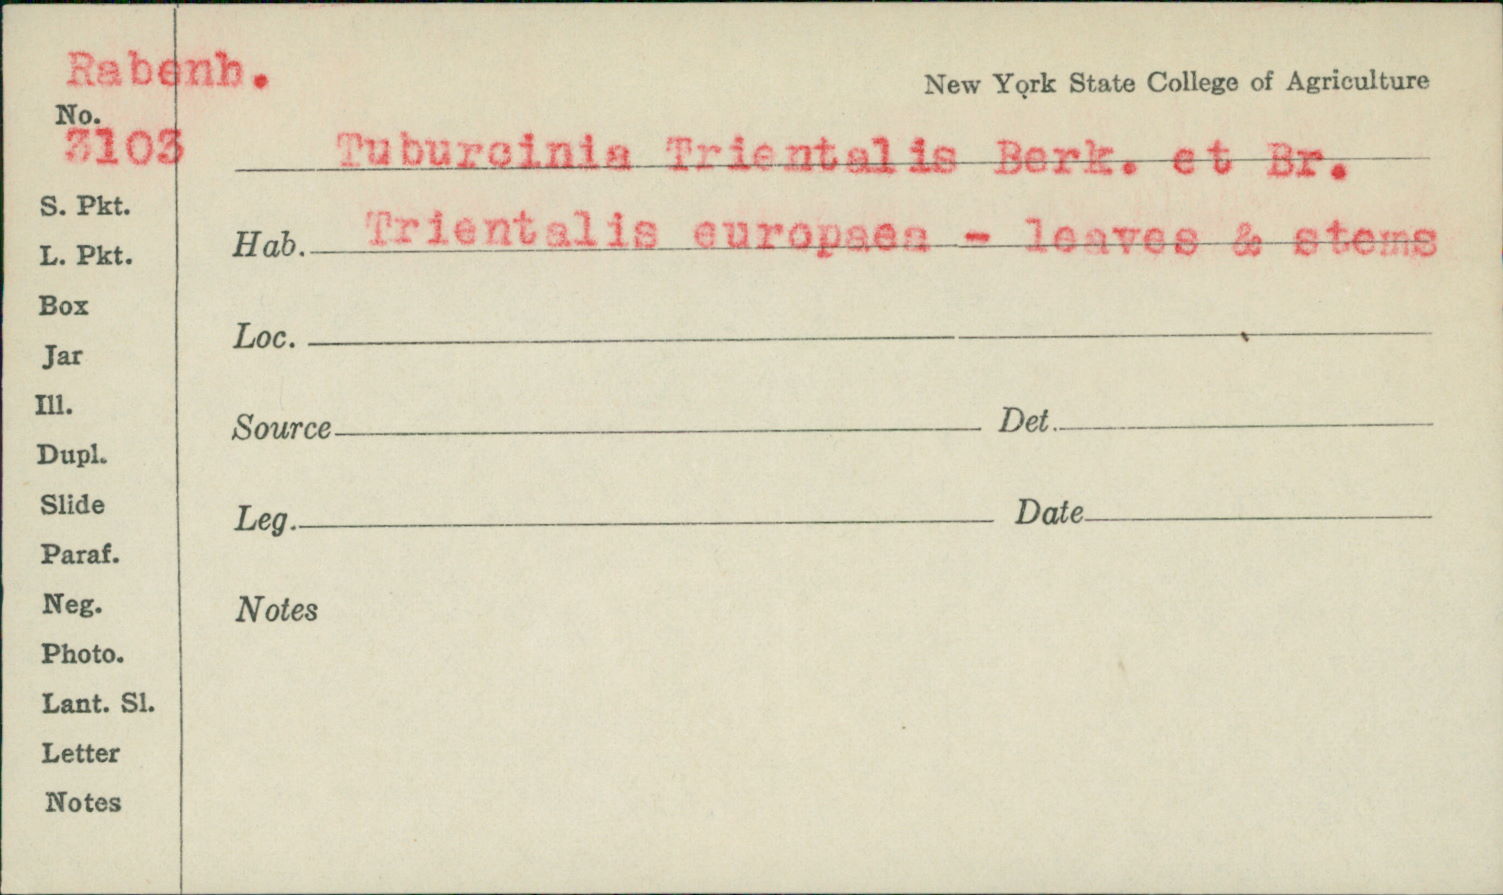 Rabenh.
New York State College of Agriculture
No.
3103
Tuburcinia Trientalis Berk. et Br.
Hab. Trientalis europaea - leaves & stems
S. Pkt.
L. Pkt.
Box
Loc.
Jar
Ill.
Source Det.
Dupl.
Slide
Leg. Date
Paraf.
Neg.
Notes
Photo.
Lant. Sl.
Letter
Notes